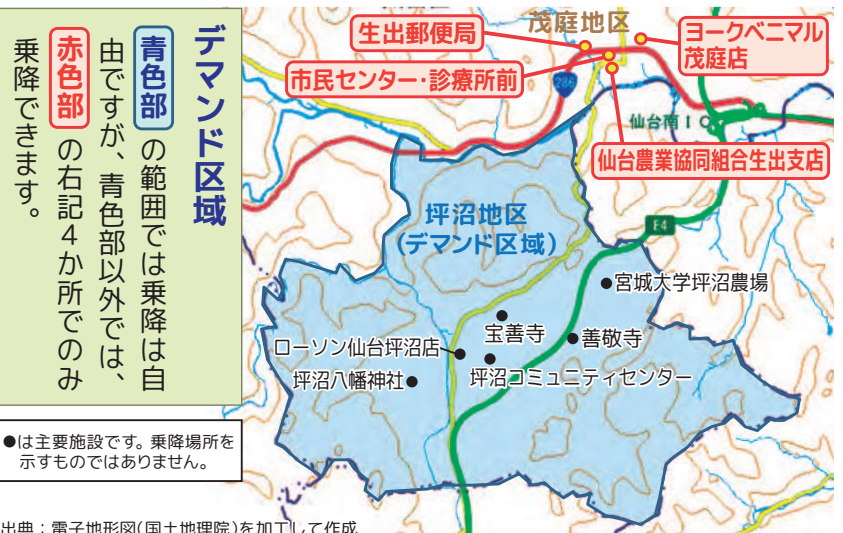 デマンド区域
青色部 の範囲では乗降は自
由ですが、青色部以外では、
赤色部 の右記4か所でのみ
乗降できます。
●は主要施設です。乗降場所を
示すものではありません。
出典：電子地形図(国土地理院)を加工して作成
茂庭地区
生出郵便局
ヨークベニマル
茂庭店
市民センター・診療所前
286
仙台南IC
仙台農業協同組合生出支店
坪沼地区
(デマンド区域)
E4
●宮城大学坪沼農場
宝善寺
●善敬寺
ローソン仙台坪沼店
坪沼コミュニティセンター
坪沼八幡神社●